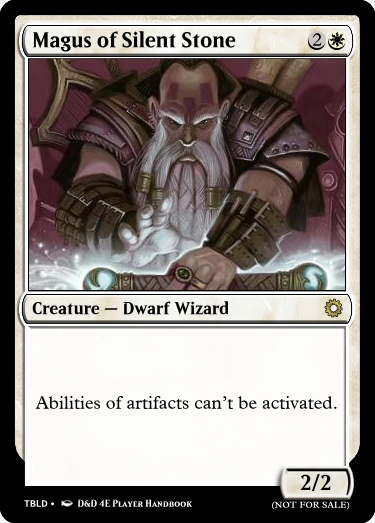 Magus of Silent Stone 2
Creature — Dwarf Wizard
Abilities of artifacts can't be activated.
2/2
TBLD • D&D 4E Player Handbook
(NOT FOR SALE)